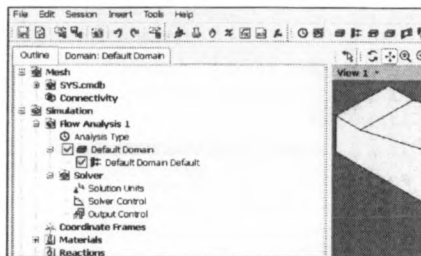 File Edit Session Insert Tools Help
Outline Domain: Default Domain
View 1
Mesh
SYS.cmdb
Connectivity
Simulation
Flow Analysis 1
Analysis Type
Default Domain
Default Domain Default
Solver
Solution Units
Solver Control
Output Control
Coordinate Frames
Materials
Reactions